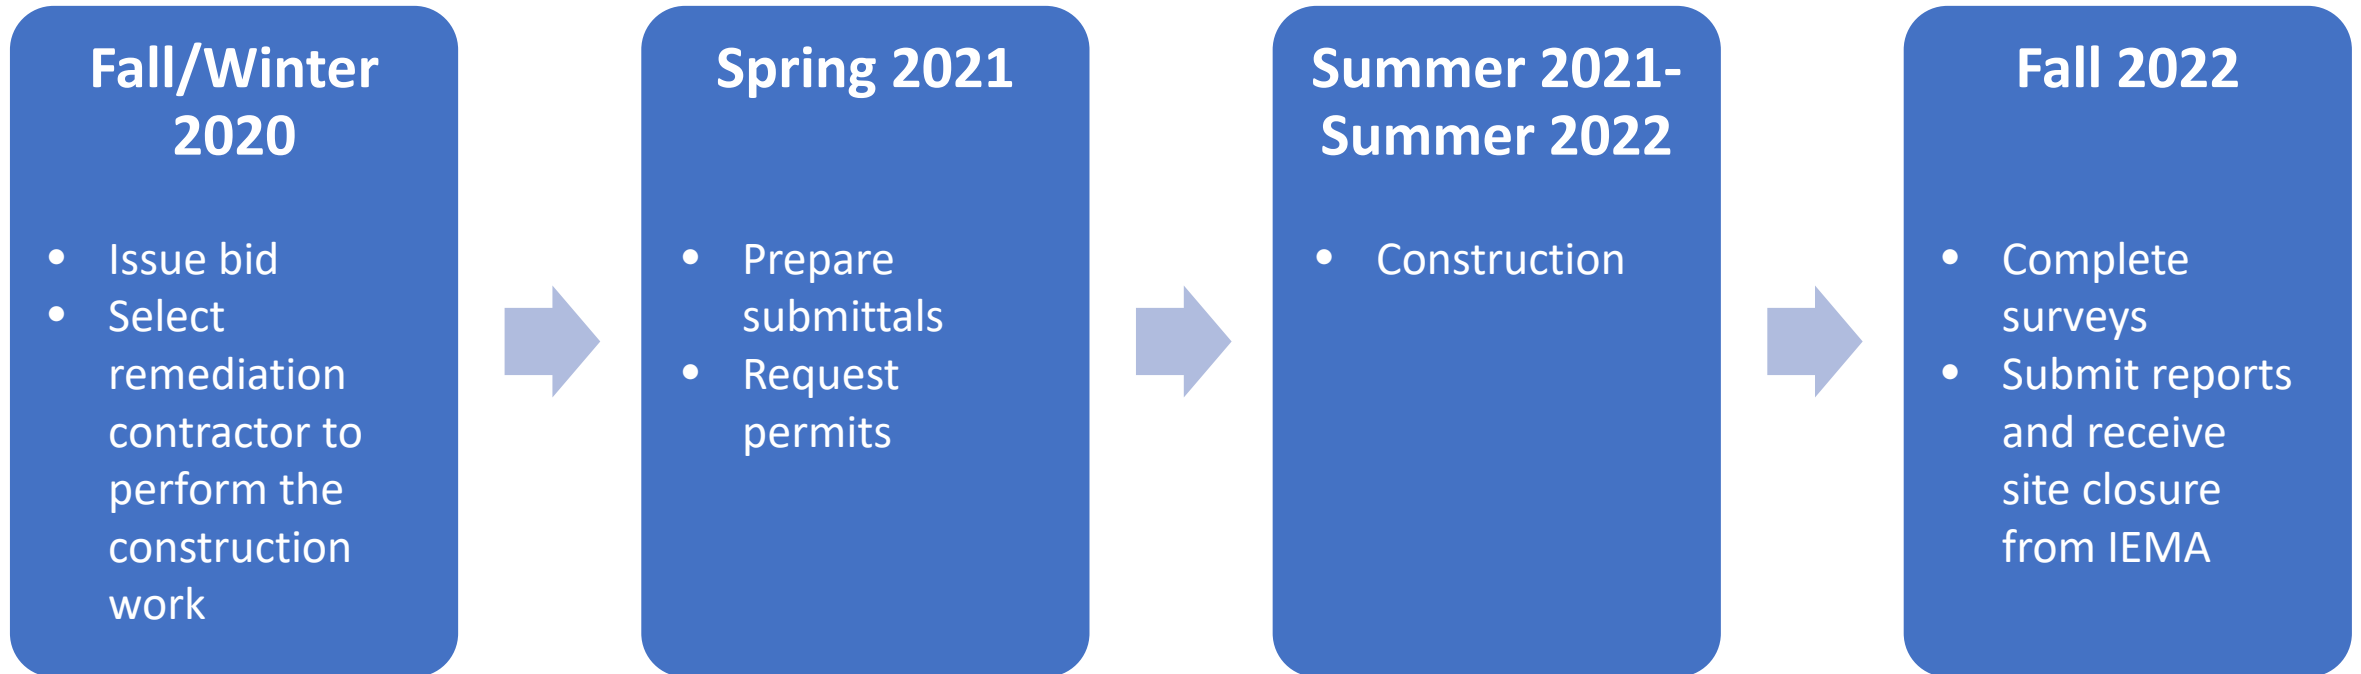 Fall/Winter
2020
• Issue bid
• Select
remediation
contractor to
perform the
construction
work
Spring 2021
• Prepare
submittals
• Request
permits
Summer 2021-
Summer 2022
• Construction
Fall 2022
• Complete
surveys
• Submit reports
and receive
site closure
from IEMA